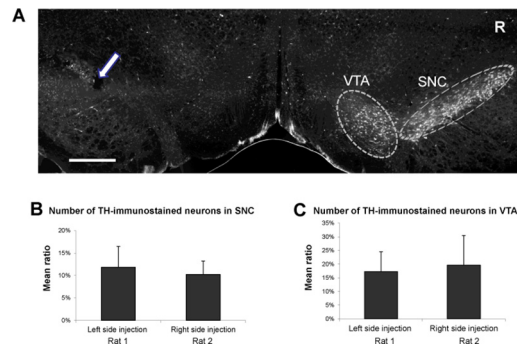 A
R
VTA
SNC
B Number of TH-immunostained neurons in SNC
Mean ratio
20%
15%
10%
5%
0%
Left side injection
Right side injection
Rat 1
Rat 2
C Number of TH-immunostained neurons in VTA
Mean ratio
35%
30%
25%
20%
15%
10%
5%
0%
Left side injection
Right side injection
Rat 1
Rat 2